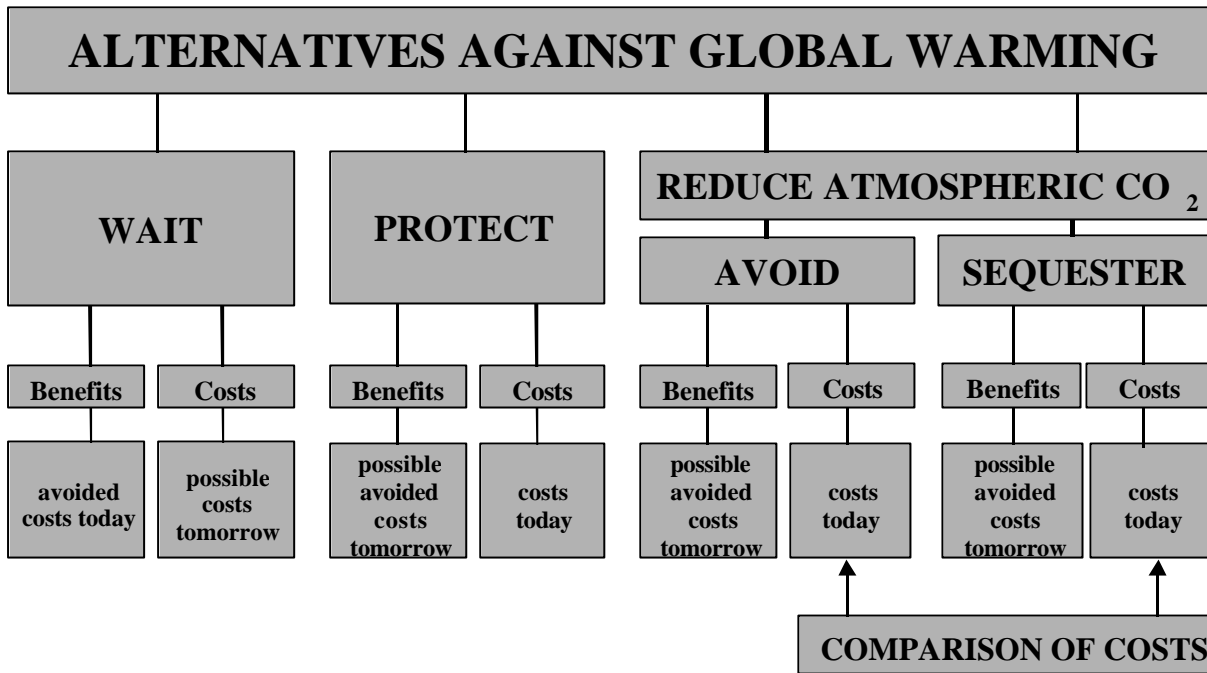 ALTERNATIVES AGAINST GLOBAL WARMING
WAIT
PROTECT
REDUCE ATMOSPHERIC CO 2
AVOID
SEQUESTER
Benefits
Costs
Benefits
Costs
Benefits
Costs
Benefits
Costs
avoided
costs today
possible
costs
tomorrow
possible
avoided
costs
tomorrow
costs
today
possible
avoided
costs
tomorrow
costs
today
possible
avoided
costs
tomorrow
costs
today
COMPARISON OF COSTS